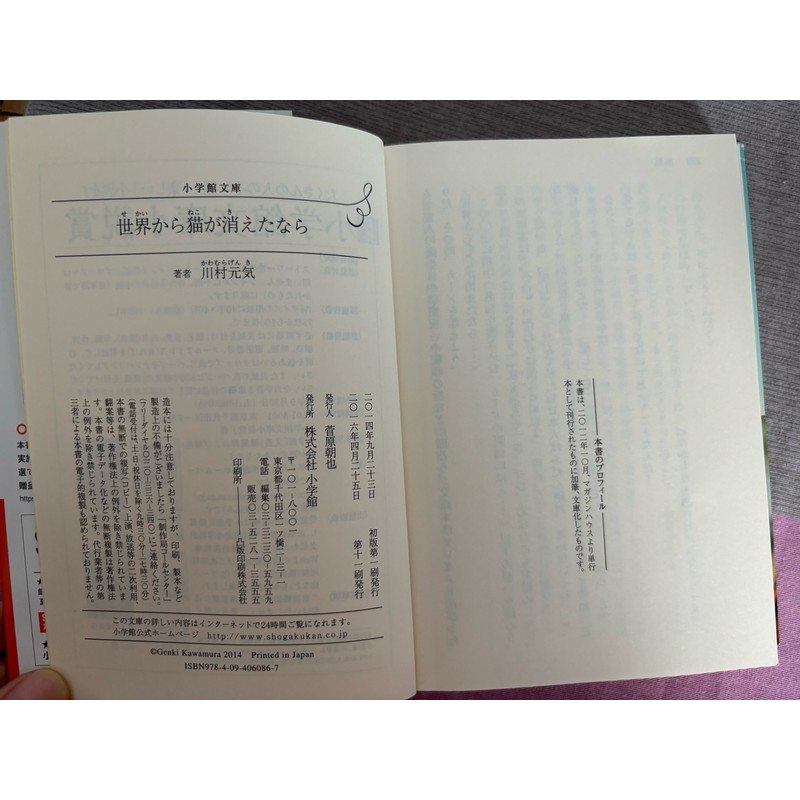 本書のプロフィール
本書は、二〇一二年一〇月、マガジンハウスより単行
本として刊行されたものに加筆、文庫化したものです。
小学館文庫
せかい ねこ き
世界から猫が消えたなら
かわむらげんき
著者 川村元気
二〇一四年九月二十三日 初版第一刷発行
二〇一六年四月二十五日 第十一刷発行
発行人 菅原朝也
発行所 株式会社 小学館
〒一〇一-八〇〇一
東京都千代田区一ツ橋二-三-一
電話 編集〇三-三二三〇-五九五九
販売〇三-五二八一-三五五五
印刷所 凸版印刷株式会社
造本には十分注意しておりますが、印刷、製本など
製造上の不備がございましたら「制作局コールセンター」
(フリーダイヤル〇一二〇-三三六-三四〇)にご連絡ください。
(電話受付は、土・日・祝休日を除く九時三〇分〜十七時三〇分)
本書の無断での複写(コピー)、上演、放送等の二次利用、
翻案等は、著作権法上の例外を除き禁じられていま
す。本書の電子データ化などの無断複製は著作権法
上の例外を除き禁じられています。代行業者等の第
三者による本書の電子的複製も認められておりません。
この文庫の詳しい内容はインターネットで24時間ご覧になれます。
小学館公式ホームページ http://www.shogakukan.co.jp
©Genki Kawamura 2014 Printed in Japan
ISBN978-4-09-406086-7